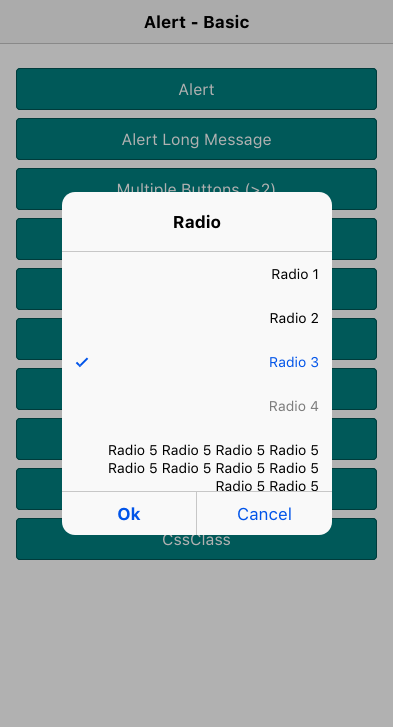 Alert - Basic
Alert
Alert Long Message
Multiple Buttons (>2)
Radio
Radio 1
Radio 2
Radio 3
Radio 4
Radio 5 Radio 5 Radio 5 Radio 5
Radio 5 Radio 5 Radio 5 Radio 5
Radio 5 Radio 5
Ok
Cancel
CssClass